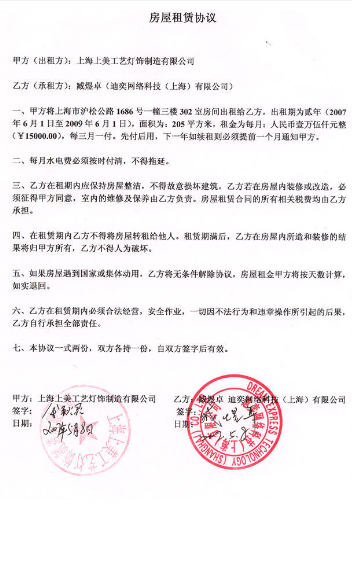 房屋租赁协议
甲方（出租方）：上海上美工艺灯饰制造有限公司
乙方（承租方）：臧煜卓（迪奕网络科技（上海）有限公司）
一、甲方将上海市沪松公路 1686 号一幢三楼 302 室房间出租给乙方，出租期为贰年（2007
年 6 月 1 日至 2009 年 6 月 1 日），面积为：205 平方米，租金为每月：人民币壹万伍仟元整
（￥15000.00），每三月一付。先付后用，下一年如续租则必须提前一个月通知甲方。
二、每月水电费必须按时付清，不得拖延。
三、乙方在租期内应保持房屋整洁，不得故意损坏建筑，乙方若在房屋内装修或改造，必
须征得甲方同意，室内的维修及保养由乙方负责。房屋租赁合同的所有相关税费均由乙方
承担。
四、在租赁期内乙方不得将房屋转租给他人。租赁期满后，乙方在房屋内所造和装修的结
果将归甲方所有，乙方不得人为破坏。
五、如果房屋遇到国家或集体动用，乙方将无条件解除协议，房屋租金甲方将按天数计算，
如实退回。
六、乙方在租赁期内必须合法经营，安全作业，一切因不法行为和违章操作所引起的后果，
乙方自行承担全部责任。
七、本协议一式两份，双方各持一份，自双方签字后有效。
甲方：上海上美工艺灯饰制造有限公司 乙方：臧煜卓 迪奕网络科技（上海）有限公司）
签字： 签字：
日期： 日期：
DREAM EXPRESS TECHNOLOGY (SHANGHAI) CO